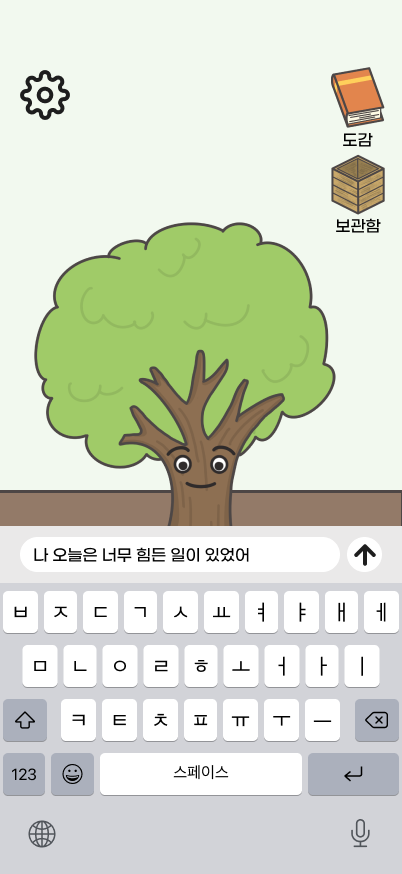 도감
보관함
나 오늘은 너무 힘든 일이 있었어
ㅂ ㅈ ㄷ ㄱ ㅅ ㅛ ㅕ ㅑ ㅐ ㅔ
ㅁ ㄴ ㅇ ㄹ ㅎ ㅗ ㅓ ㅏ ㅣ
ㅋ ㅌ ㅊ ㅍ ㅠ ㅜ ㅡ
123 스페이스